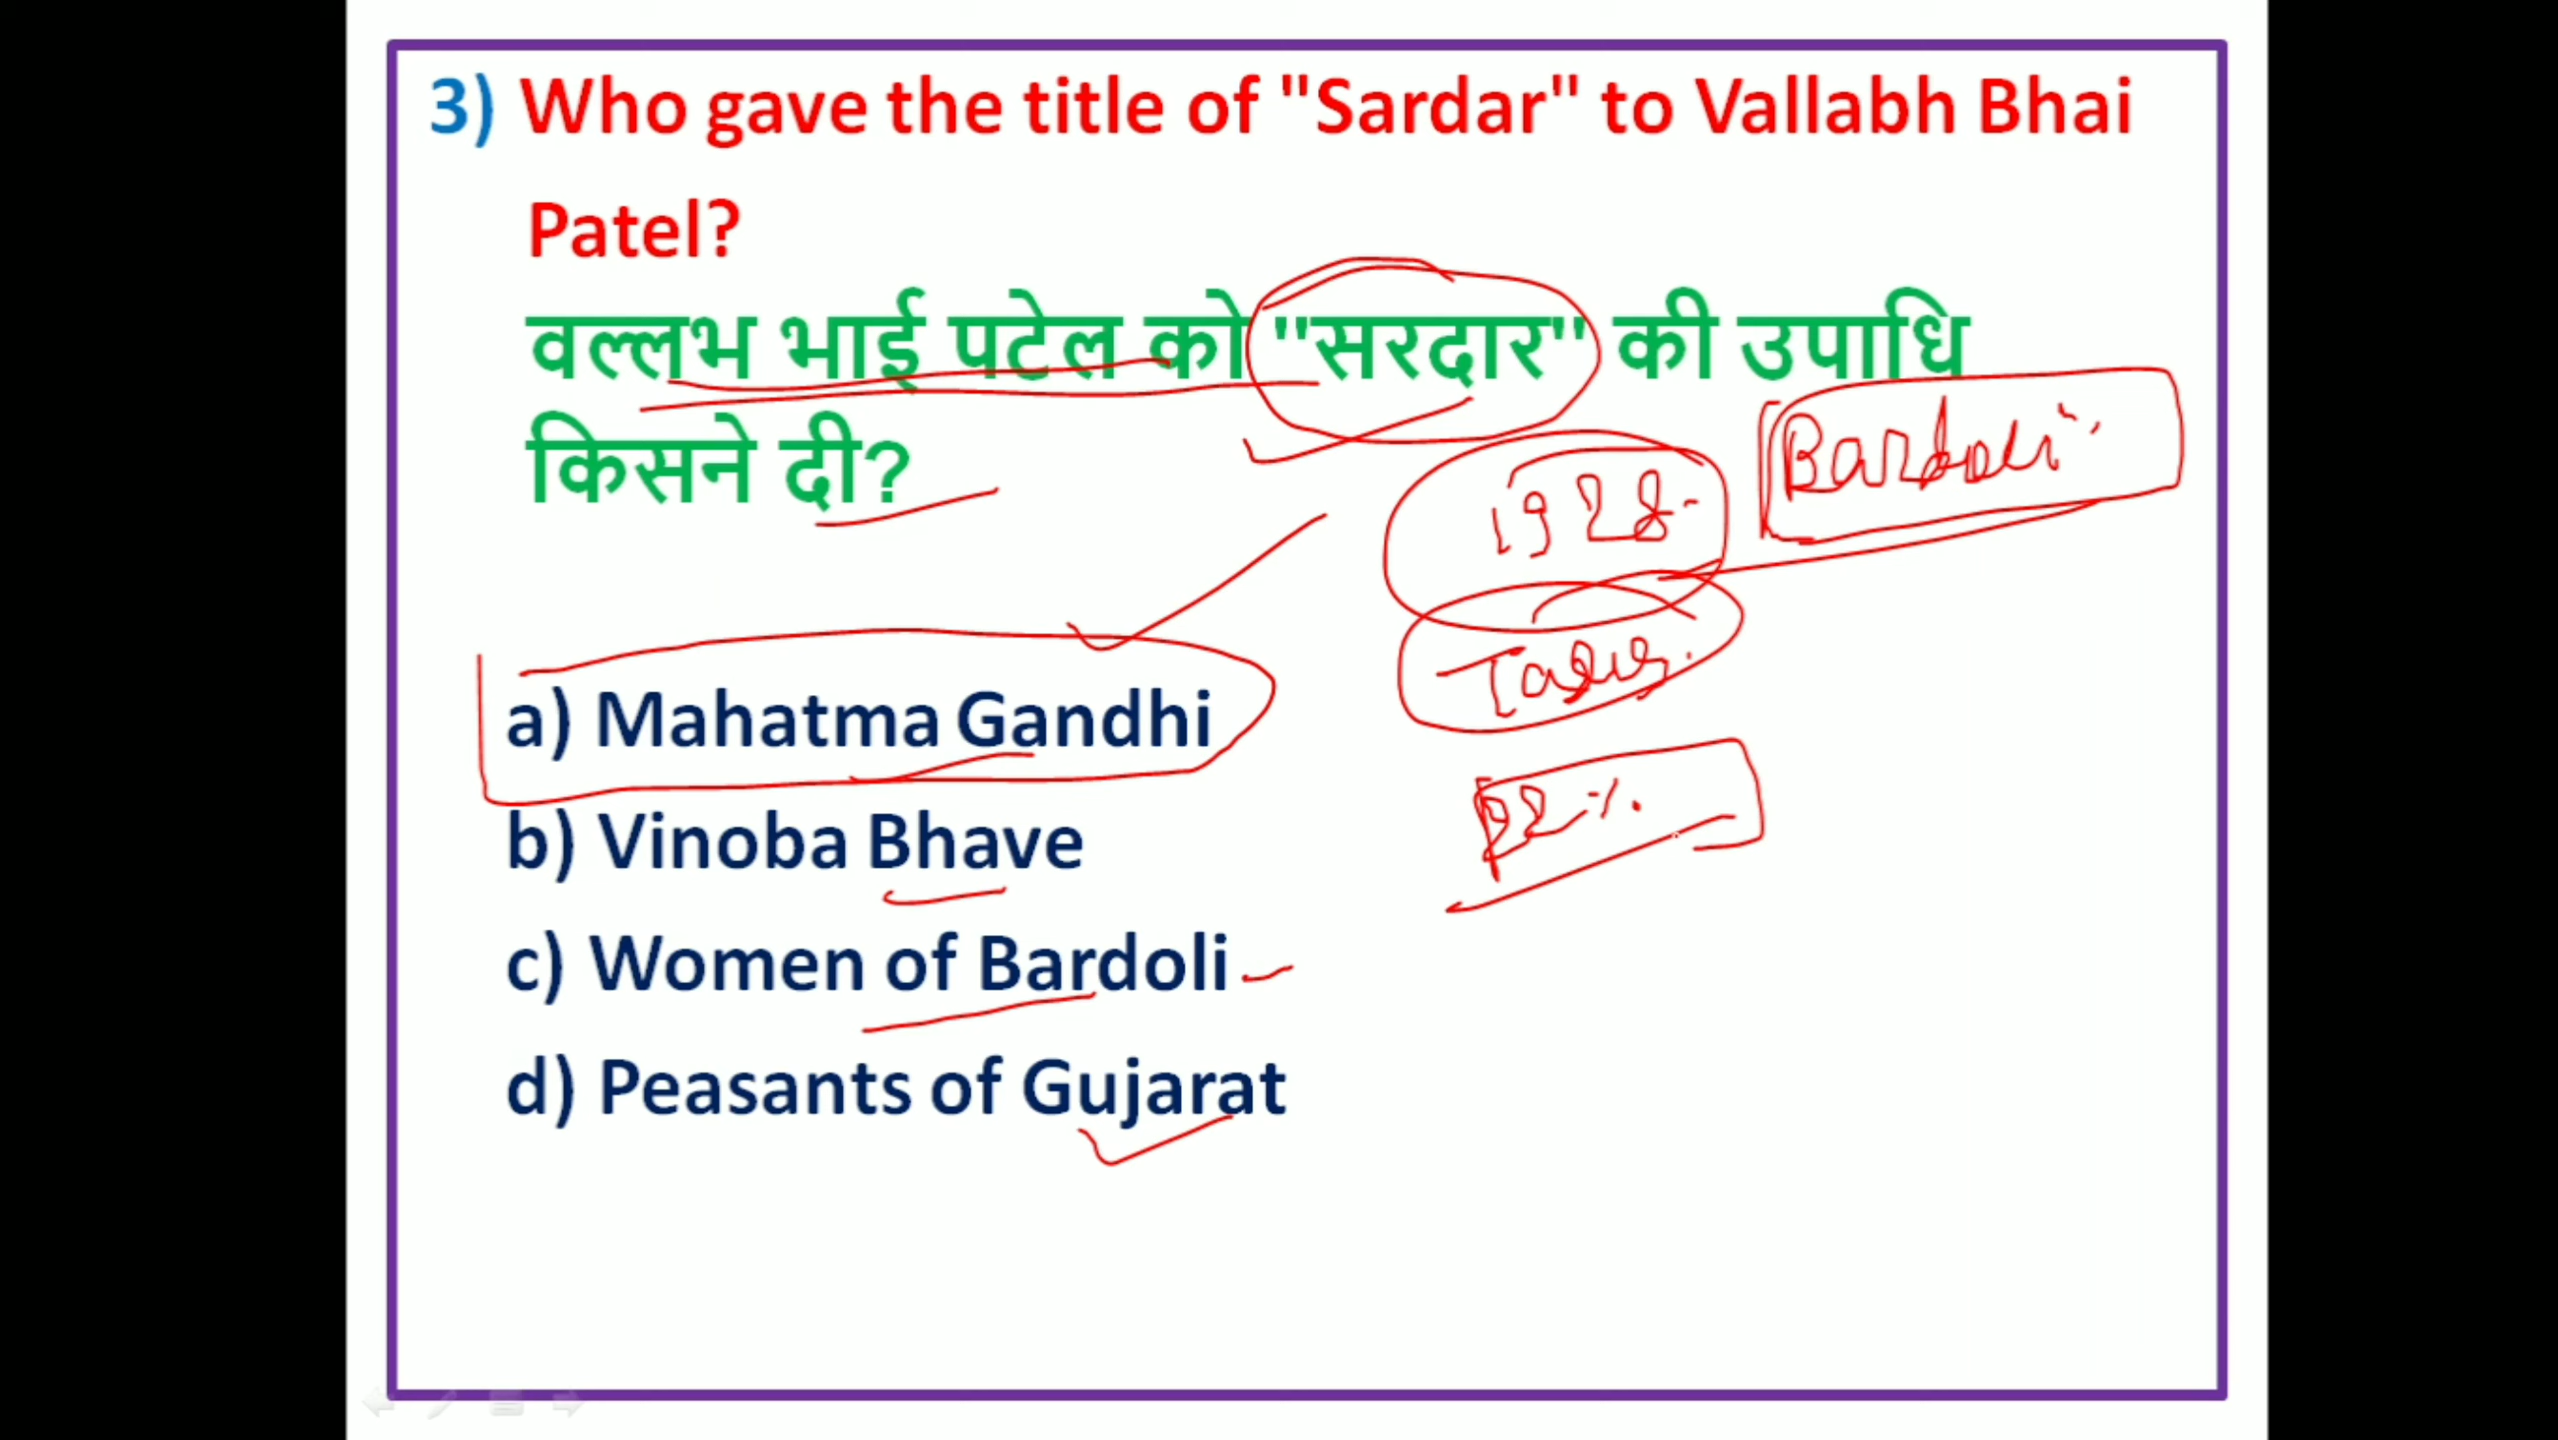 3) Who gave the title of "Sardar" to Vallabh Bhai
Patel?
वल्लभ भाई पटेल को "सरदार" की उपाधि
किसने दी?
Bardoli
1928
a) Mahatma Gandhi
b) Vinoba Bhave
c) Women of Bardoli
d) Peasants of Gujarat